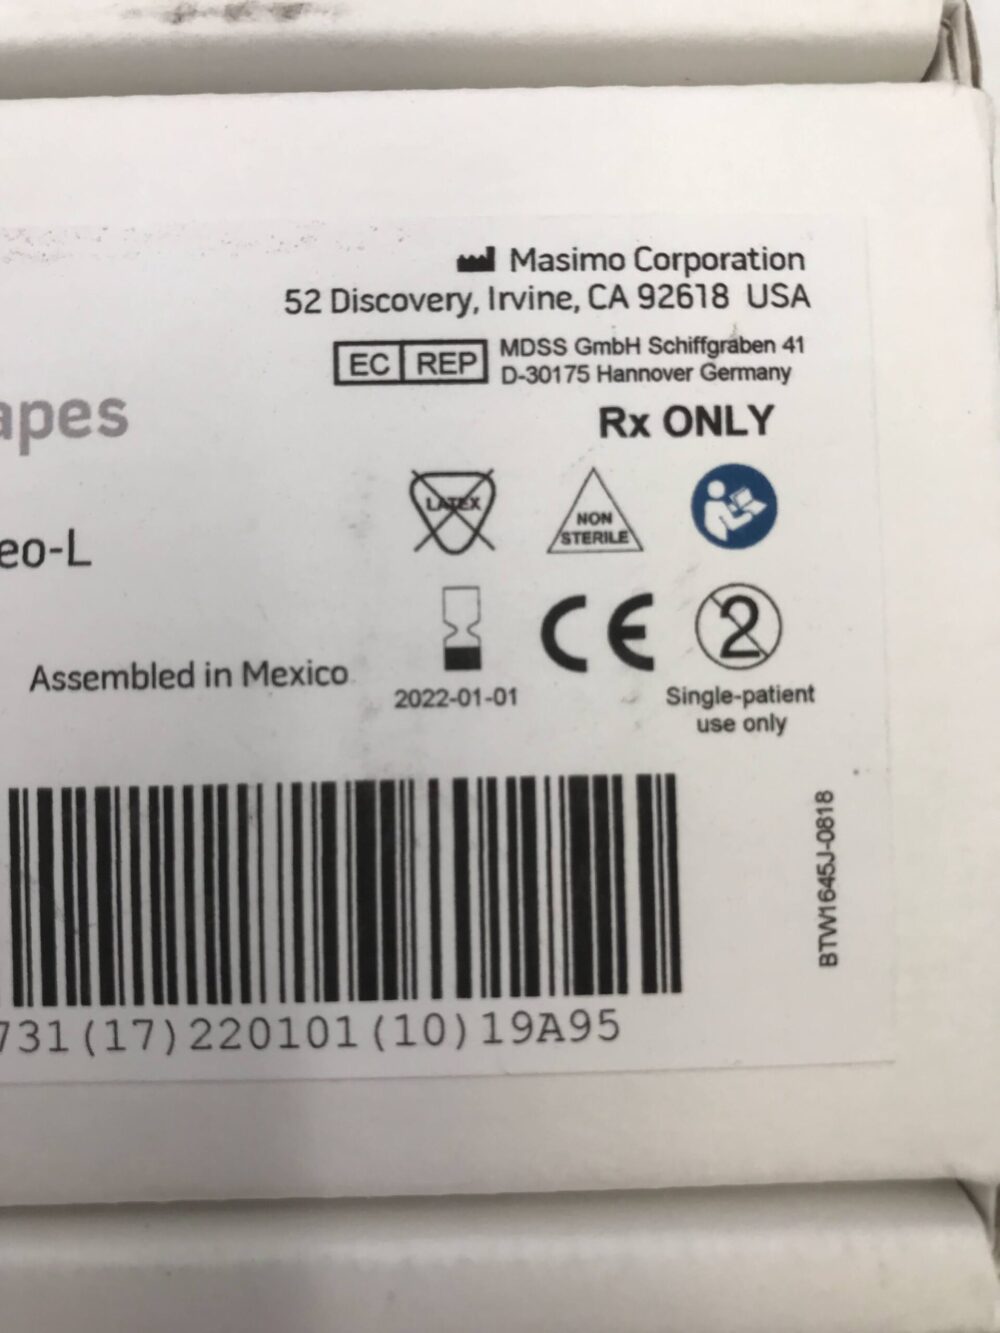 Masimo Corporation
52 Discovery, Irvine, CA 92618 USA
EC REP
MDSS GmbH Schiffgraben 41
D-30175 Hannover Germany
apes
Rx ONLY
LATEX
NON
STERILE
eo-L
2
Assembled in Mexico
2022-01-01
CE
Single-patient
use only
BTW1645J-0818
731(17)220101(10)19A95